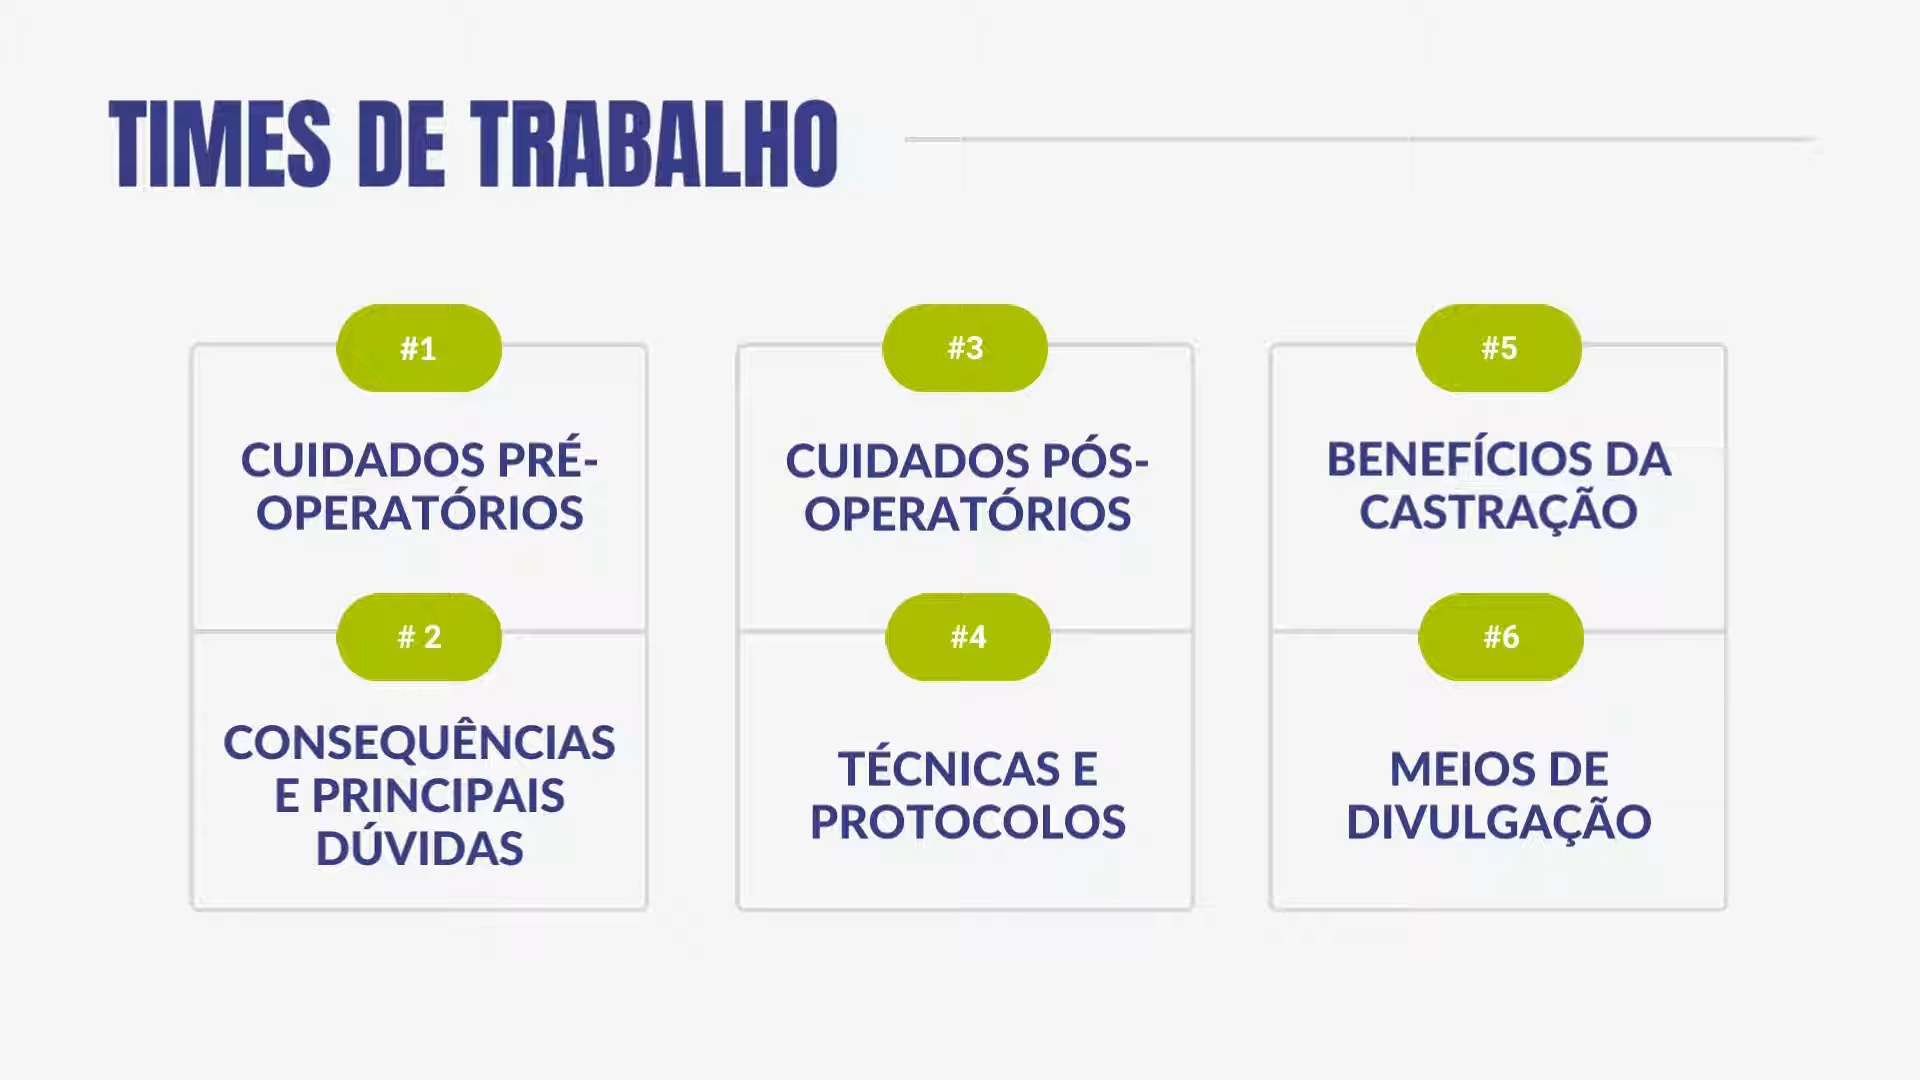 TIMES DE TRABALHO
#1
CUIDADOS PRÉ-
OPERATÓRIOS
# 2
CONSEQUÊNCIAS
E PRINCIPAIS
DÚVIDAS
#3
CUIDADOS PÓS-
OPERATÓRIOS
#4
TÉCNICAS E
PROTOCOLOS
#5
BENEFÍCIOS DA
CASTRAÇÃO
#6
MEIOS DE
DIVULGAÇÃO